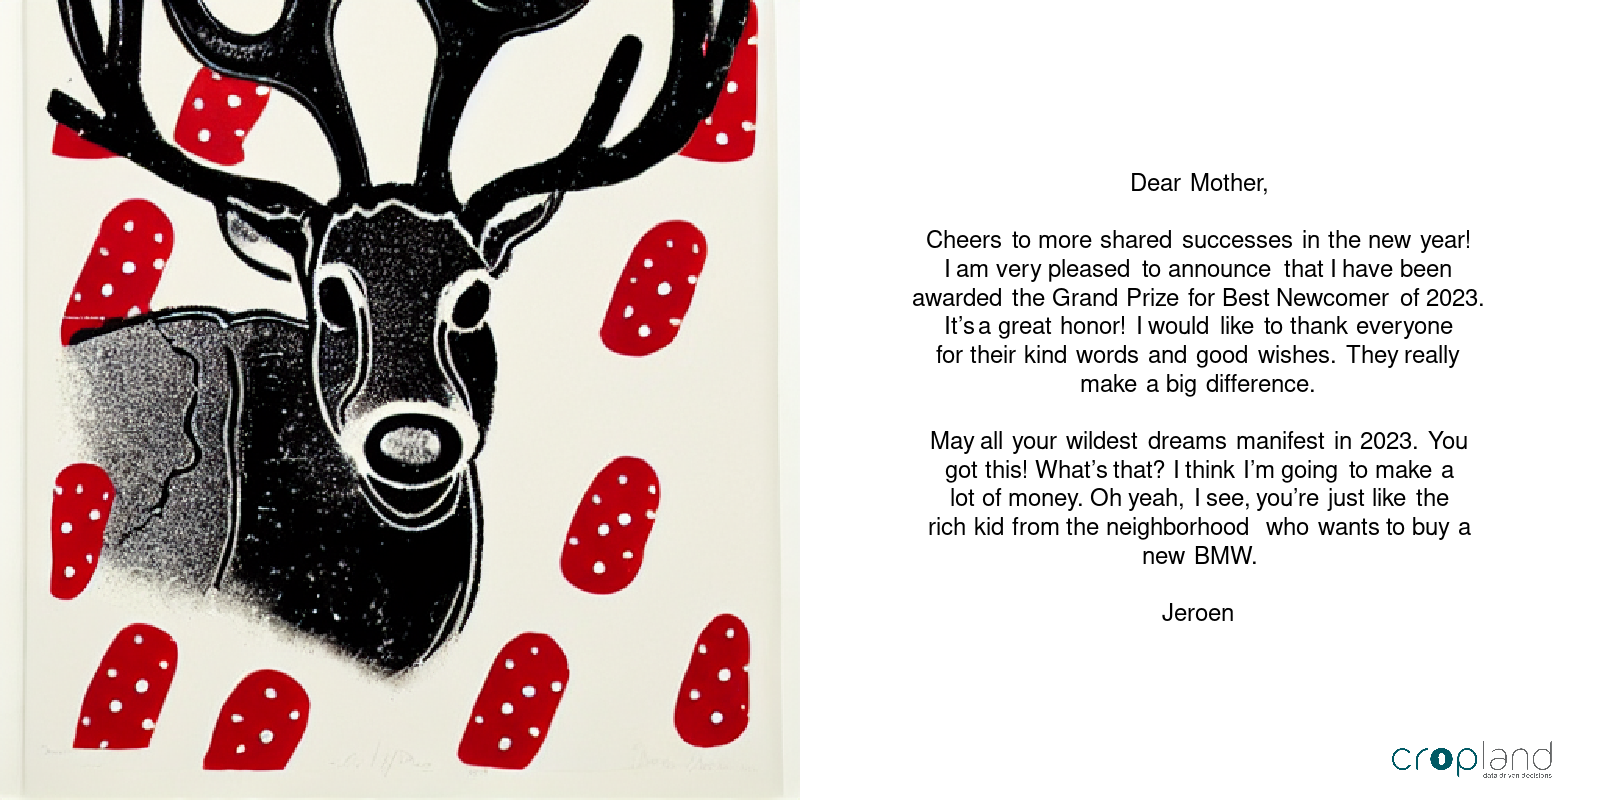 Dear Mother,
Cheers to more shared successes in the new year!
I am very pleased to announce that I have been
awarded the Grand Prize for Best Newcomer of 2023.
It's a great honor! I would like to thank everyone
for their kind words and good wishes. They really
make a big difference.
May all your wildest dreams manifest in 2023. You
got this! What's that? I think I'm going to make a
lot of money. Oh yeah, I see, you're just like the
rich kid from the neighborhood who wants to buy a
new BMW.
Jeroen
cropland
data driven decisions